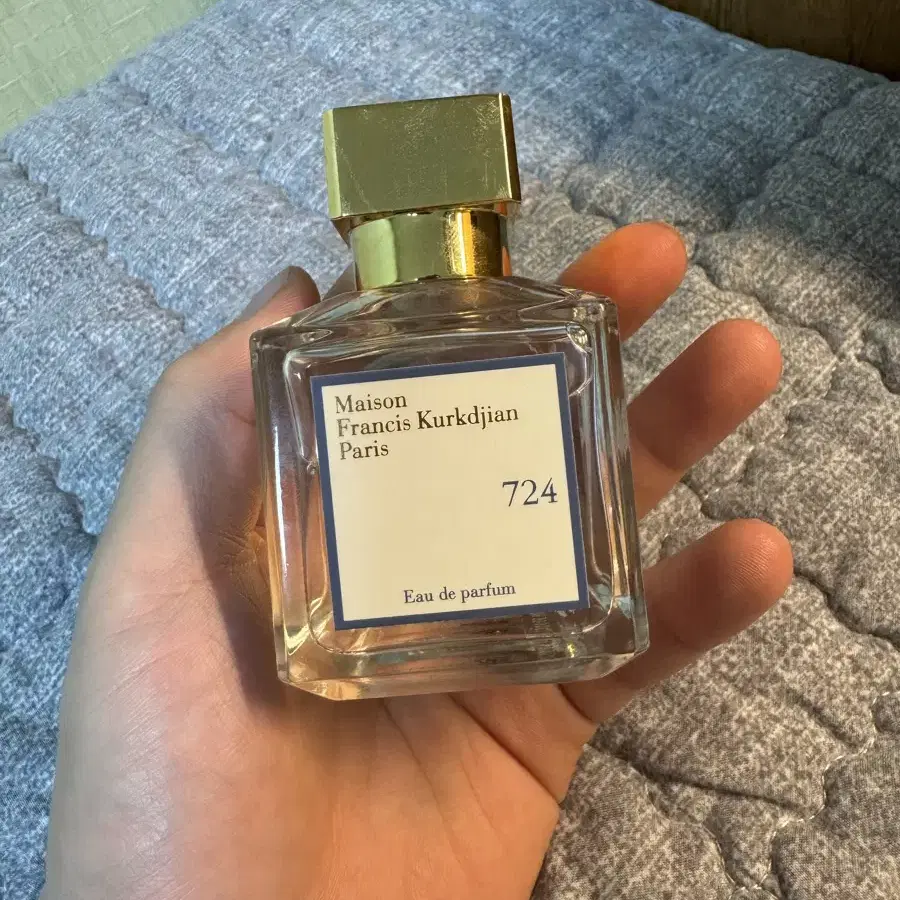 Maison
Francis Kurkdjian
Paris
724
Eau de parfum